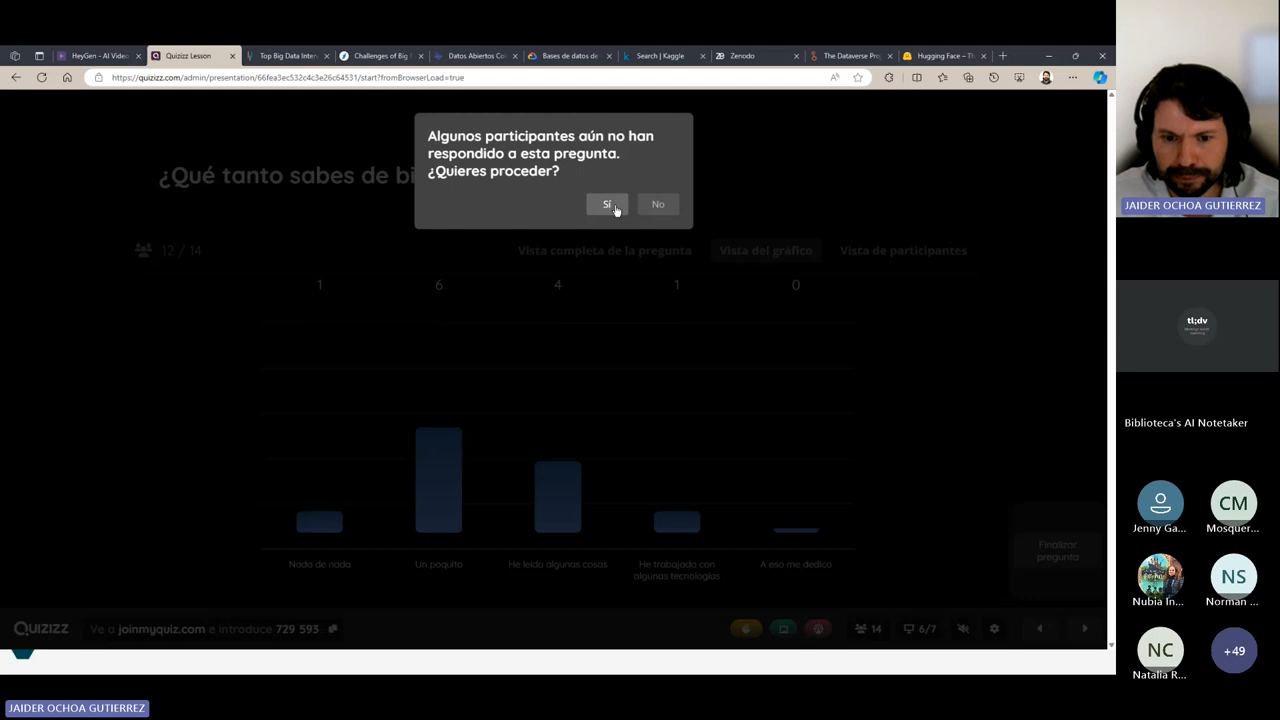 HeyGen - AI Video
Quizizz Lesson
Top Big Data Inter
Challenges of Big
Datos Abiertos Co
Bases de datos de
Search | Kaggle
Zenodo
The Dataverse Pro
Hugging Face – Th
https://quizizz.com/admin/presentation/66fea3ec532c4c3e26c64531/start?fromBrowserLoad=true
Algunos participantes aún no han
respondido a esta pregunta.
¿Quieres proceder?
Sí
No
¿Qué tanto sabes de bi
12 / 14
Vista completa de la pregunta
Vista del gráfico
Vista de participantes
1
6
4
1
0
Nada de nada
Un poquito
He leído algunas cosas
He trabajado con
algunas tecnologías
A eso me dedico
Finalizar
pregunta
QUIZIZZ
Ve a joinmyquiz.com e introduce 729 593
14
6/7
JAIDER OCHOA GUTIERREZ
JAIDER OCHOA GUTIERREZ
tl;dv
Biblioteca's AI Notetaker
Jenny Ga...
CM
Mosquer...
Nubia In...
NS
Norman ...
NC
Natalia R...
+49